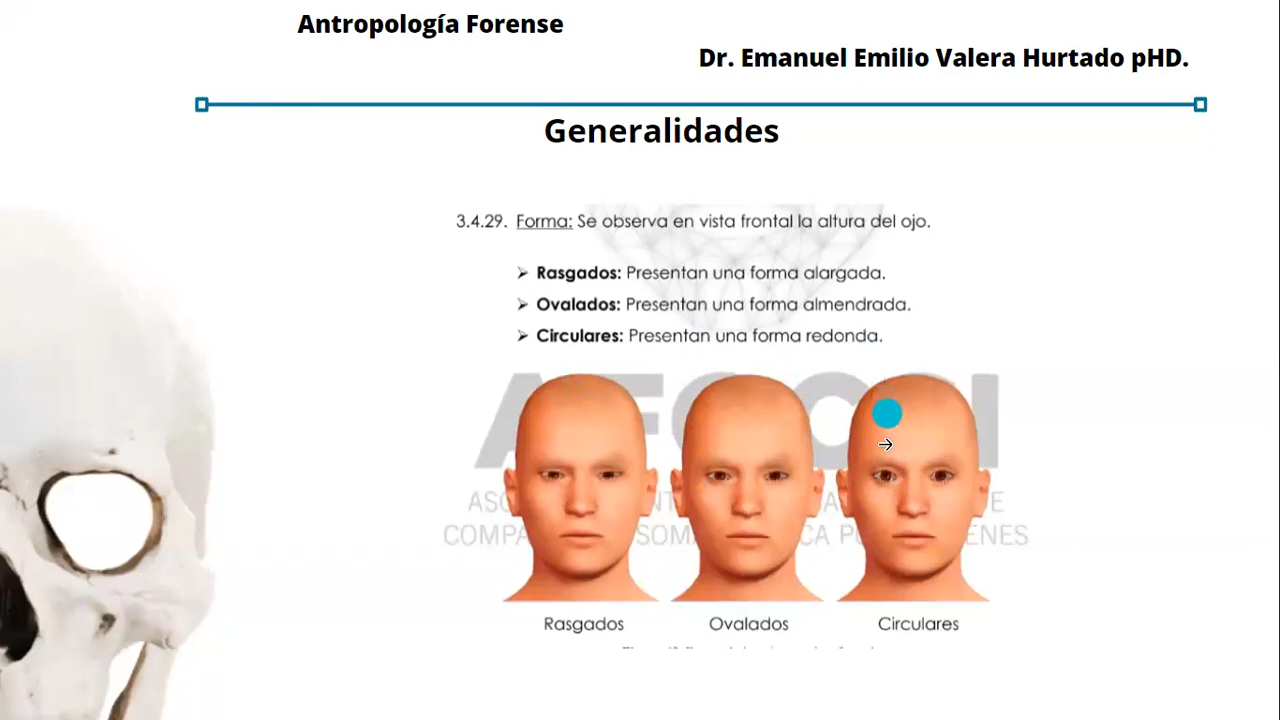 Antropología Forense
Dr. Emanuel Emilio Valera Hurtado pHD.
Generalidades
3.4.29. Forma: Se observa en vista frontal la altura del ojo.
➢ Rasgados: Presentan una forma alargada.
➢ Ovalados: Presentan una forma almendrada.
➢ Circulares: Presentan una forma redonda.
Rasgados Ovalados Circulares